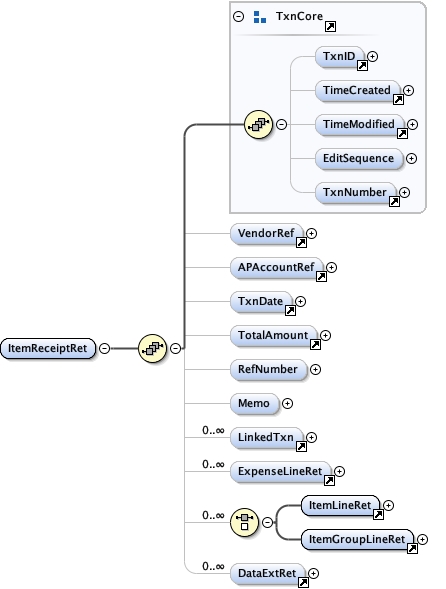 TxnCore
TxnID
TimeCreated
TimeModified
EditSequence
TxnNumber
VendorRef
APAccountRef
TxnDate
TotalAmount
ItemReceiptRet
RefNumber
Memo
0..∞
LinkedTxn
0..∞
ExpenseLineRet
0..∞
ItemLineRet
ItemGroupLineRet
0..∞
DataExtRet